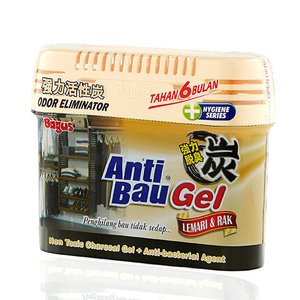 強力活性炭
TAHAN 6 BULAN
ODOR ELIMINATOR
HYGIENE
SERIES
Bagus
強力
脱臭
炭
Anti
Bau Gel
LEMARI & RAK
Penghilang bau tidak sedap...
Non Toxic Charcoal Gel + Anti-bacterial Agent